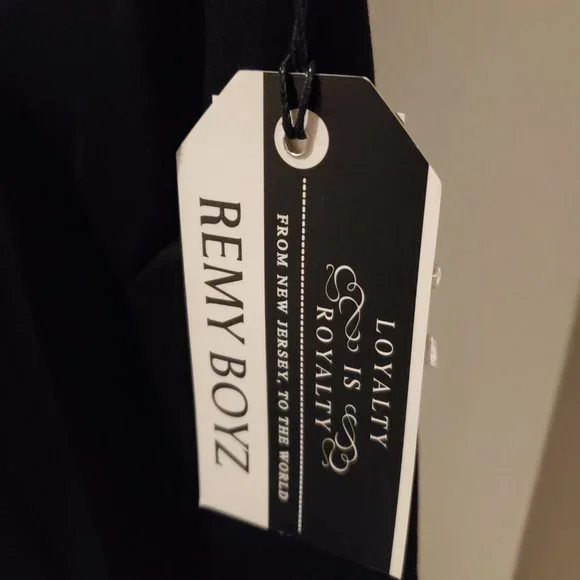 LOYALTY
IS
ROYALTY
FROM NEW JERSEY, TO THE WORLD
REMY BOYZ